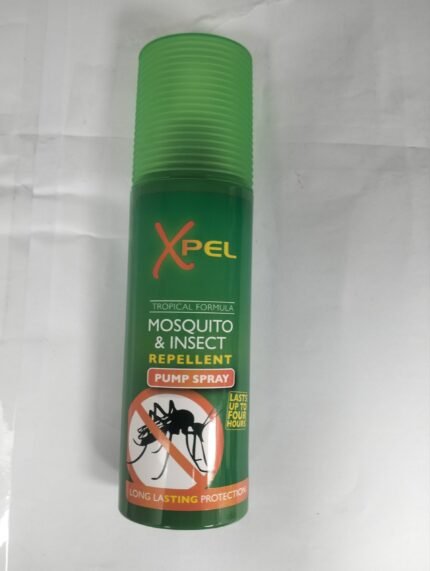 XPEL
TROPICAL FORMULA
MOSQUITO
& INSECT
REPELLENT
PUMP SPRAY
LASTS
UP TO
FOUR
HOURS
LONG LASTING PROTECTION